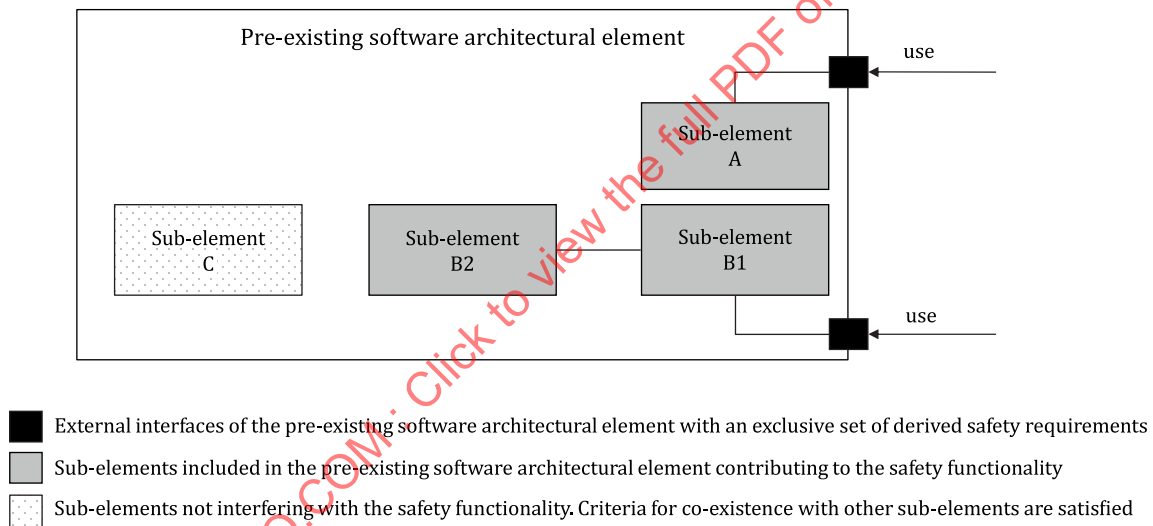 Pre-existing software architectural element
use
Sub-element
A
Sub-element
C
Sub-element
B2
Sub-element
B1
use
External interfaces of the pre-existing software architectural element with an exclusive set of derived safety requirements
Sub-elements included in the pre-existing software architectural element contributing to the safety functionality
Sub-elements not interfering with the safety functionality. Criteria for co-existence with other sub-elements are satisfied
O.COM : Click to view the full PDF of